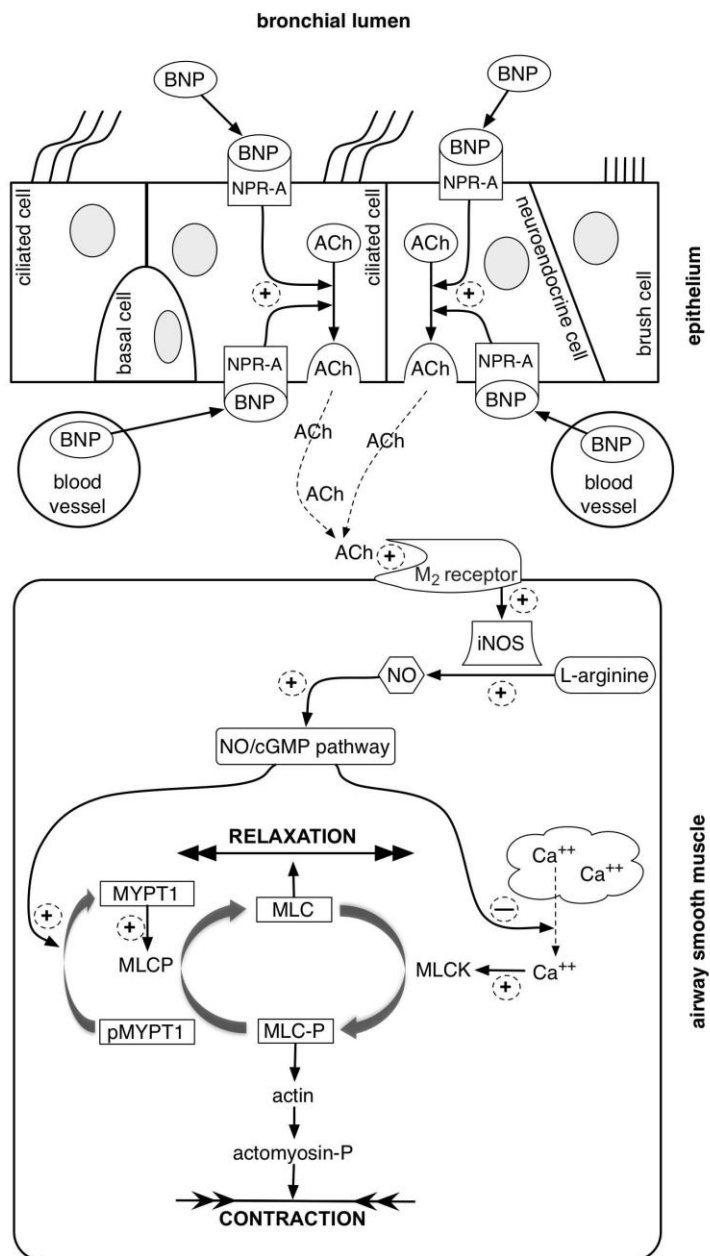 bronchial lumen
BNP
BNP
BNP
BNP
NPR-A
NPR-A
ciliated cell
basal cell
ACh
ciliated cell
ACh
neuroendocrine cell
brush cell
epithelium
+
+
NPR-A
BNP
ACh
ACh
NPR-A
BNP
BNP
blood
vessel
BNP
blood
vessel
ACh
ACh
ACh
ACh
+
M2 receptor
+
iNOS
NO
L-arginine
+
+
NO/cGMP pathway
RELAXATION
Ca++
Ca++
MYPT1
MLC
+
+
−
MLCP
MLCK
Ca++
+
pMYPT1
MLC-P
actin
actomyosin-P
CONTRACTION
airway smooth muscle